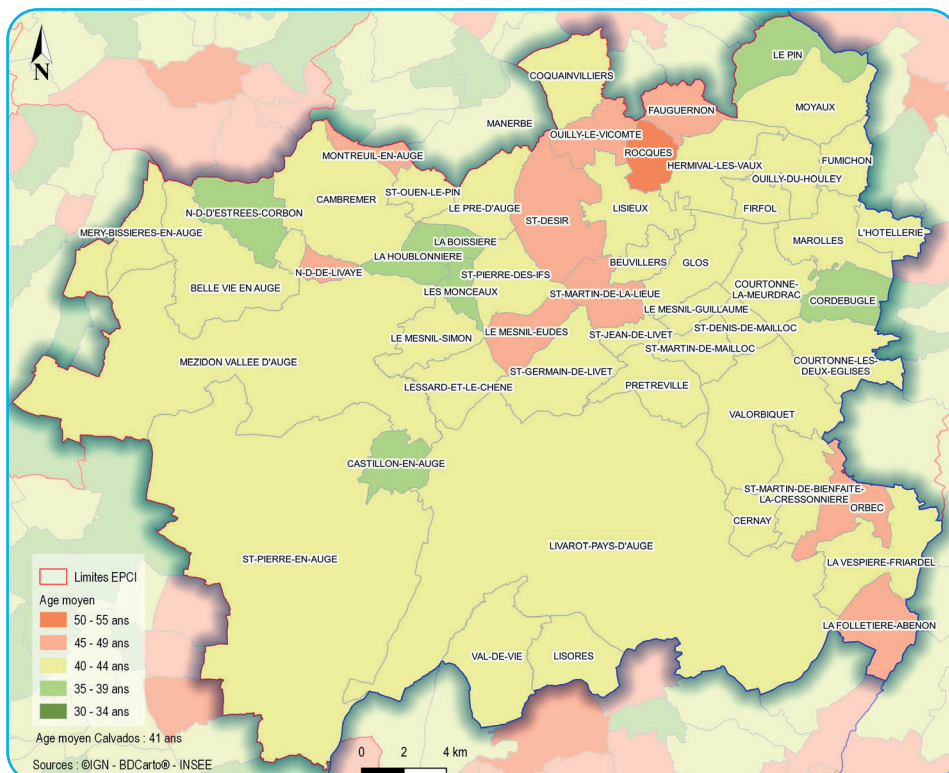 N
LE PIN
COQUAINVILLIERS
MOYAUX
FAUGUERNON
MANERBE
OUILLY-LE-VICOMTE
ROCQUES
MONTREUIL-EN-AUGE
HERMIVAL-LES-VAUX
FUMICHON
OUILLY-DU-HOULEY
ST-OUEN-LE-PIN
CAMBREMER
LE PRE-D'AUGE
LISIEUX
FIRFOL
N-D-D'ESTREES-CORBON
ST-DESIR
MERY-BISSIERES-EN-AUGE
L'HOTELLERIE
MAROLLES
LA BOISSIERE
LA HOUBLONNIERE
BEUVILLERS
GLOS
N-D-DE-LIVAYE
ST-PIERRE-DES-IFS
BELLE VIE EN AUGE
COURTONNE-
LA-MEURDRAC
LES MONCEAUX
ST-MARTIN-DE-LA-LIEUE
CORDEBUGLE
LE MESNIL-GUILLAUME
LE MESNIL-EUDES
ST-DENIS-DE-MAILLOC
LE MESNIL-SIMON
ST-JEAN-DE-LIVET
ST-MARTIN-DE-MAILLOC
MEZIDON VALLEE D'AUGE
COURTONNE-LES-
DEUX-EGLISES
ST-GERMAIN-DE-LIVET
LESSARD-ET-LE-CHENE
PRETREVILLE
VALORBIQUET
CASTILLON-EN-AUGE
ST-MARTIN-DE-BIENFAITE-
LA-CRESSONNIERE
ORBEC
CERNAY
LIVAROT-PAYS-D'AUGE
ST-PIERRE-EN-AUGE
LA VESPIERE-FRIARDEL
LA FOLLETIERE-ABENON
VAL-DE-VIE
LISORES
Limites EPCI
Age moyen
50 - 55 ans
45 - 49 ans
40 - 44 ans
35 - 39 ans
30 - 34 ans
Age moyen Calvados : 41 ans
Sources : ©IGN - BDCarto® - INSEE
0 2 4 km